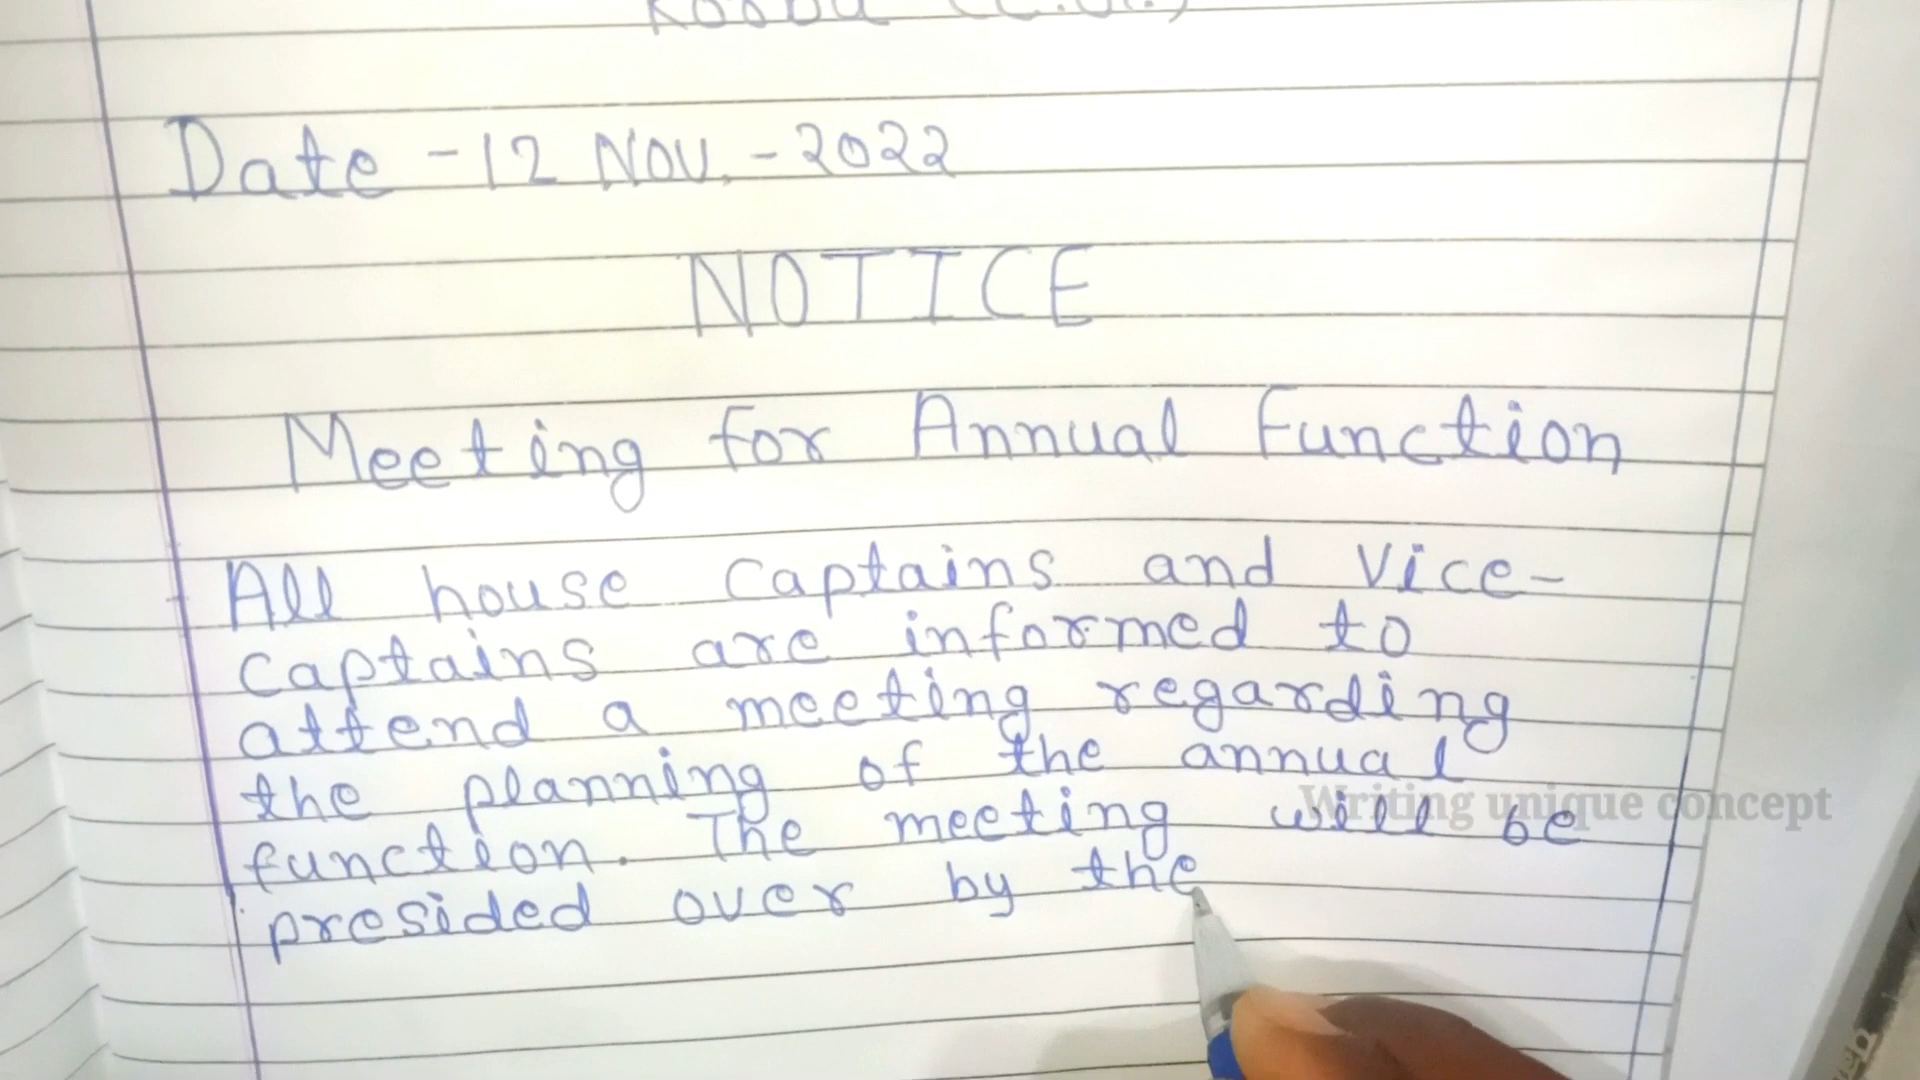 Date - 12 Nov. - 2022
NOTICE
Meeting for Annual function
All house captains and Vice-
captains are informed to
attend a meeting regarding
the planning of the annual
Writing unique concept
function. The meeting will be
presided over by the